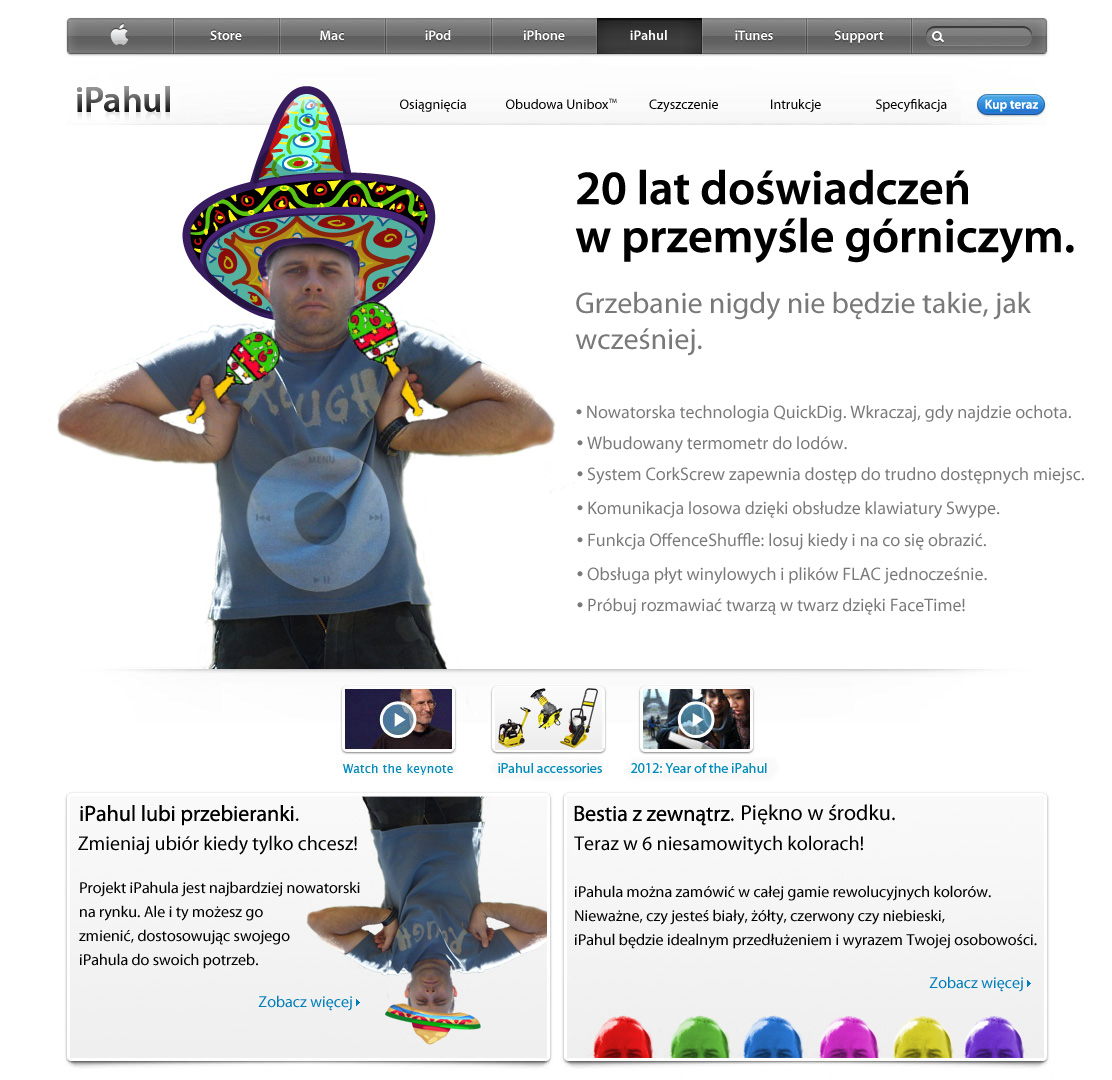 Store Mac iPod iPhone iPahul iTunes Support
iPahul
Osiągnięcia Obudowa Unibox™ Czyszczenie Intrukcje Specyfikacja Kup teraz
20 lat doświadczeń
w przemyśle górniczym.
Grzebanie nigdy nie będzie takie, jak
wcześniej.
• Nowatorska technologia QuickDig. Wkraczaj, gdy najdzie ochota.
• Wbudowany termometr do lodów.
• System CorkScrew zapewnia dostęp do trudno dostępnych miejsc.
• Komunikacja losowa dzięki obsłudze klawiatury Swype.
• Funkcja OffenceShuffle: losuj kiedy i na co się obrazić.
• Obsługa płyt winylowych i plików FLAC jednocześnie.
• Próbuj rozmawiać twarzą w twarz dzięki FaceTime!
ROUGH
MENU
Watch the keynote
iPahul accessories
2012: Year of the iPahul
iPahul lubi przebieranki.
Zmieniaj ubiór kiedy tylko chcesz!
Projekt iPahula jest najbardziej nowatorski
na rynku. Ale i ty możesz go
zmienić, dostosowując swojego
iPahula do swoich potrzeb.
Zobacz więcej
ROUGH
Bestia z zewnątrz. Piękno w środku.
Teraz w 6 niesamowitych kolorach!
iPahula można zamówić w całej gamie rewolucyjnych kolorów.
Nieważne, czy jesteś biały, żółty, czerwony czy niebieski,
iPahul będzie idealnym przedłużeniem i wyrazem Twojej osobowości.
Zobacz więcej